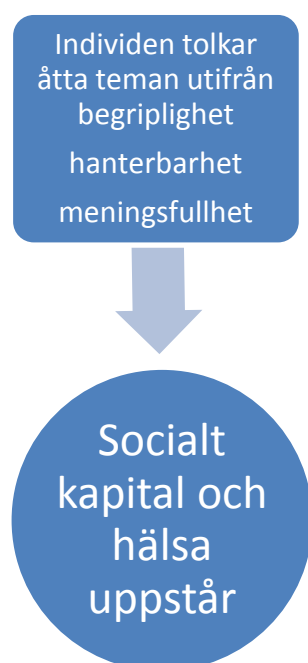 Individen tolkar
åtta teman utifrån
begriplighet
hanterbarhet
meningsfullhet
Socialt
kapital och
hälsa
uppstår